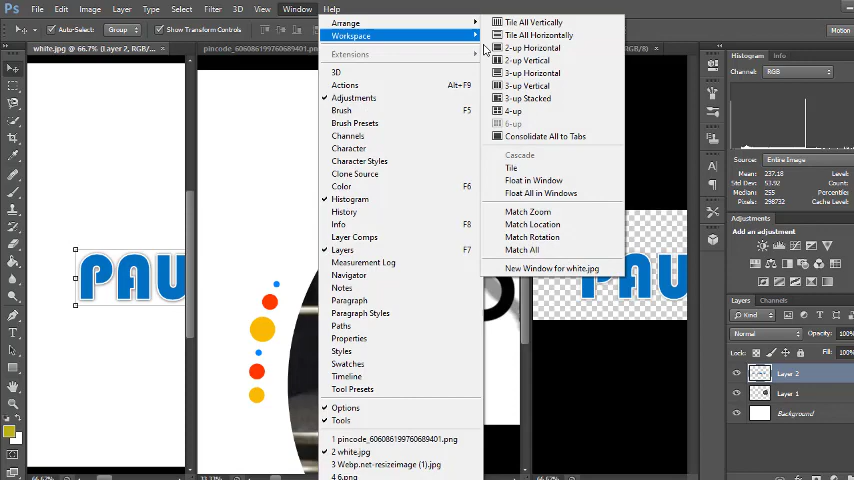 Ps File Edit Image Layer Type Select Filter 3D View Window Help
Auto-Select: Group Show Transform Controls Motion
white.jpg @ 66.7% (Layer 2, RGB/8) × pincode_606086199760689401.png
Arrange
Workspace
Extensions
3D
Actions Alt+F9
Adjustments
Brush F5
Brush Presets
Channels
Character
Character Styles
Clone Source
Color F6
Histogram
History
Info F8
Layer Comps
Layers F7
Measurement Log
Navigator
Notes
Paragraph
Paragraph Styles
Paths
Properties
Styles
Swatches
Timeline
Tool Presets
Options
Tools
1 pincode_606086199760689401.png
2 white.jpg
3 Webp.net-resizeimage (1).jpg
4 6.png
Tile All Vertically
Tile All Horizontally
2-up Horizontal
2-up Vertical
3-up Horizontal
3-up Vertical
3-up Stacked
4-up
6-up
Consolidate All to Tabs
Cascade
Tile
Float in Window
Float All in Windows
Match Zoom
Match Location
Match Rotation
Match All
New Window for white.jpg
PAU
PAU
Histogram Info
Channel: RGB
Source: Entire Image
Mean: 237.18 Level:
Std Dev: 53.92 Count:
Median: 255 Percentile:
Pixels: 298732 Cache Level:
Adjustments
Add an adjustment
Layers Channels
Kind
Normal Opacity: 100%
Lock: Fill: 100%
Layer 2
Layer 1
Background